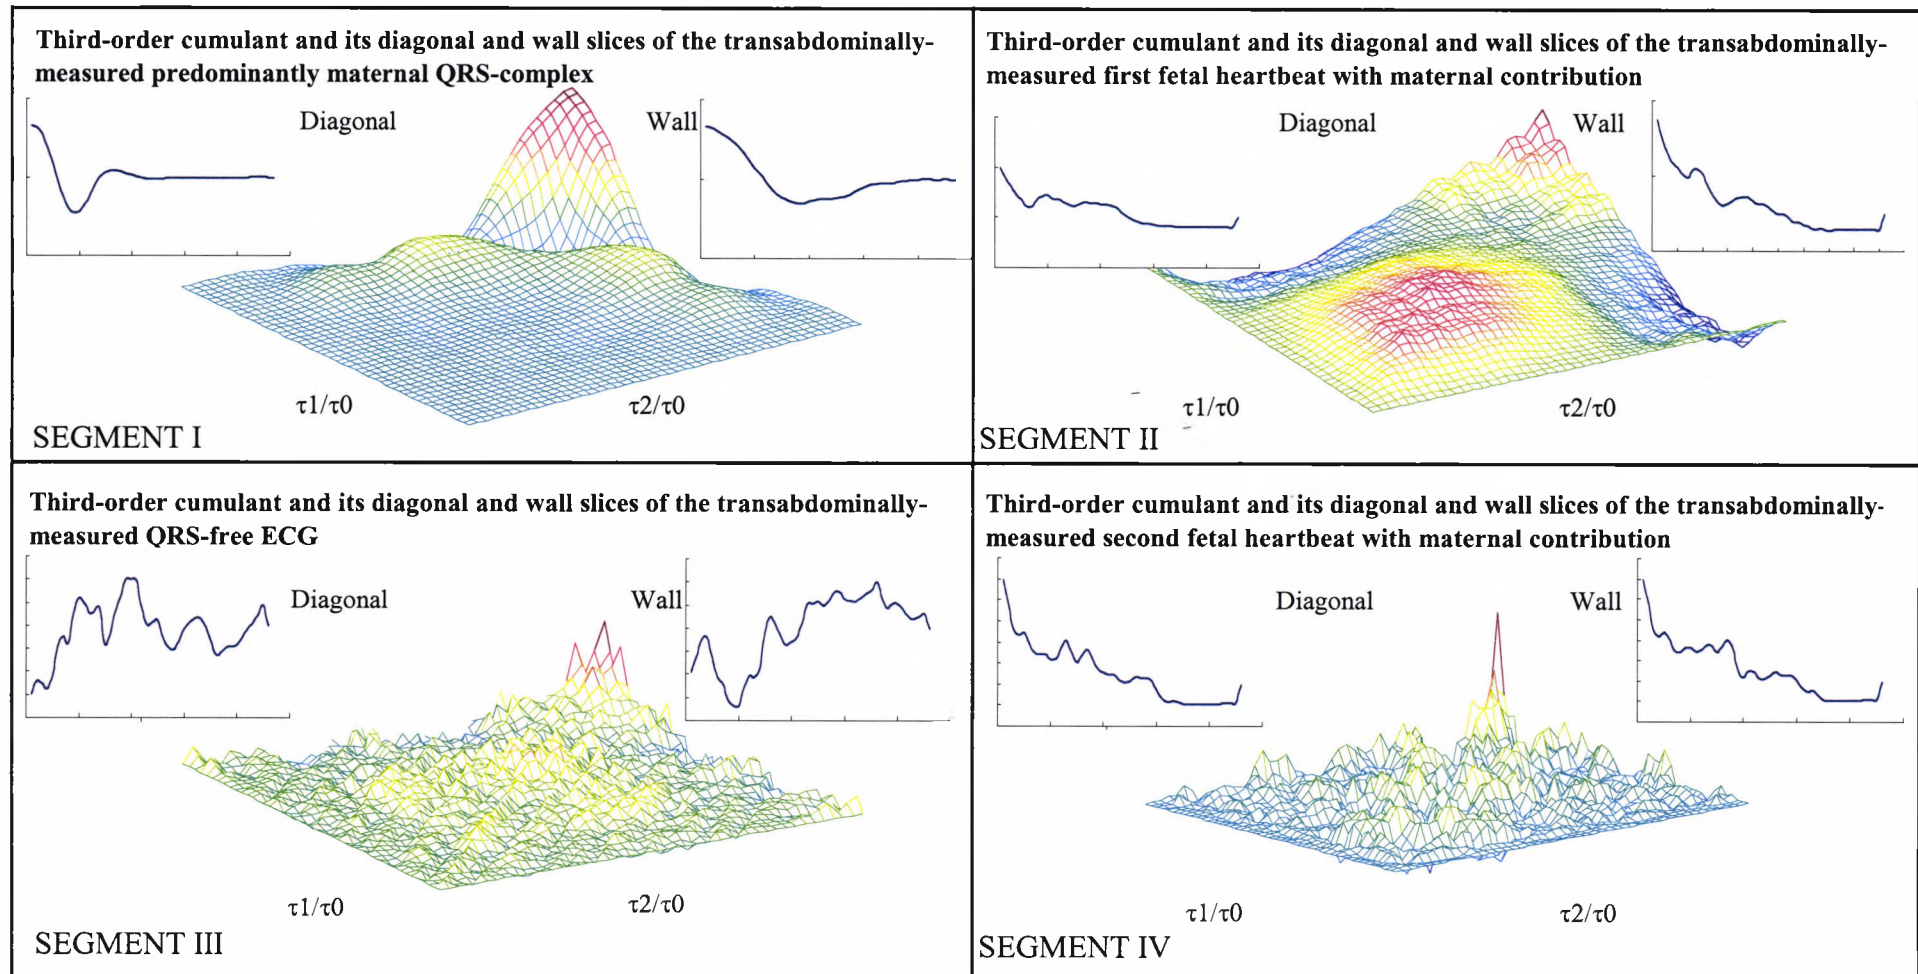 Third-order cumulant and its diagonal and wall slices of the transabdominally-
measured predominantly maternal QRS-complex
Diagonal
Wall
τ1/τ0
τ2/τ0
SEGMENT I
Third-order cumulant and its diagonal and wall slices of the transabdominally-
measured first fetal heartbeat with maternal contribution
Diagonal
Wall
τ1/τ0
τ2/τ0
SEGMENT II
Third-order cumulant and its diagonal and wall slices of the transabdominally-
measured QRS-free ECG
Diagonal
Wall
τ1/τ0
τ2/τ0
SEGMENT III
Third-order cumulant and its diagonal and wall slices of the transabdominally-
measured second fetal heartbeat with maternal contribution
Diagonal
Wall
τ1/τ0
τ2/τ0
SEGMENT IV